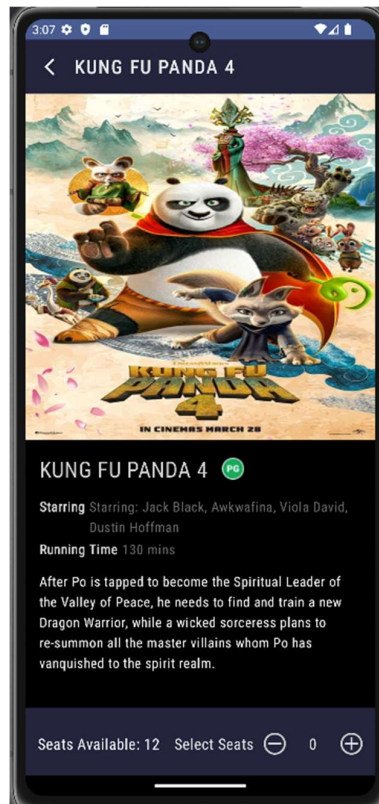 3:07
KUNG FU PANDA 4
KUNG FU
PANDA
4
IN CINEMAS MARCH 28
KUNG FU PANDA 4 PG
Starring Starring: Jack Black, Awkwafina, Viola David,
Dustin Hoffman
Running Time 130 mins
After Po is tapped to become the Spiritual Leader of
the Valley of Peace, he needs to find and train a new
Dragon Warrior, while a wicked sorceress plans to
re-summon all the master villains whom Po has
vanquished to the spirit realm.
Seats Available: 12 Select Seats 0